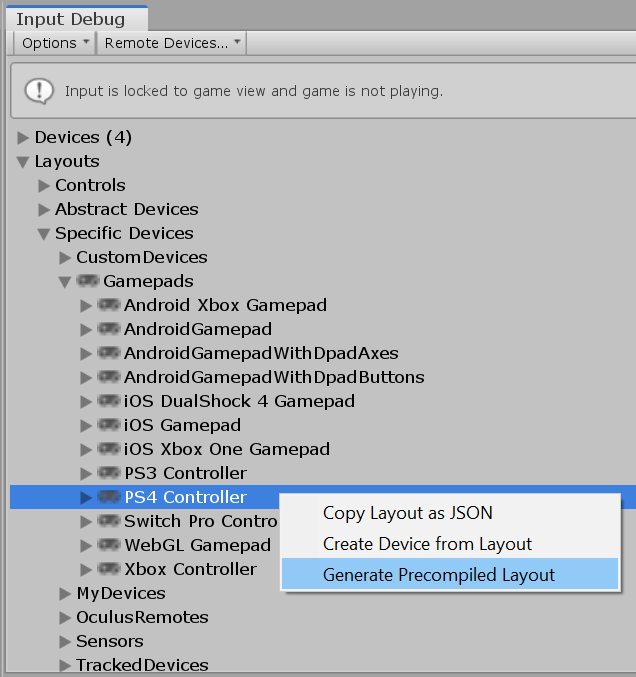 Input Debug
Options Remote Devices...
Input is locked to game view and game is not playing.
Devices (4)
Layouts
Controls
Abstract Devices
Specific Devices
CustomDevices
Gamepads
Android Xbox Gamepad
AndroidGamepad
AndroidGamepadWithDpadAxes
AndroidGamepadWithDpadButtons
iOS DualShock 4 Gamepad
iOS Gamepad
iOS Xbox One Gamepad
PS3 Controller
PS4 Controller
Switch Pro Contro
WebGL Gamepad
Xbox Controller
MyDevices
OculusRemotes
Sensors
TrackedDevices
Copy Layout as JSON
Create Device from Layout
Generate Precompiled Layout